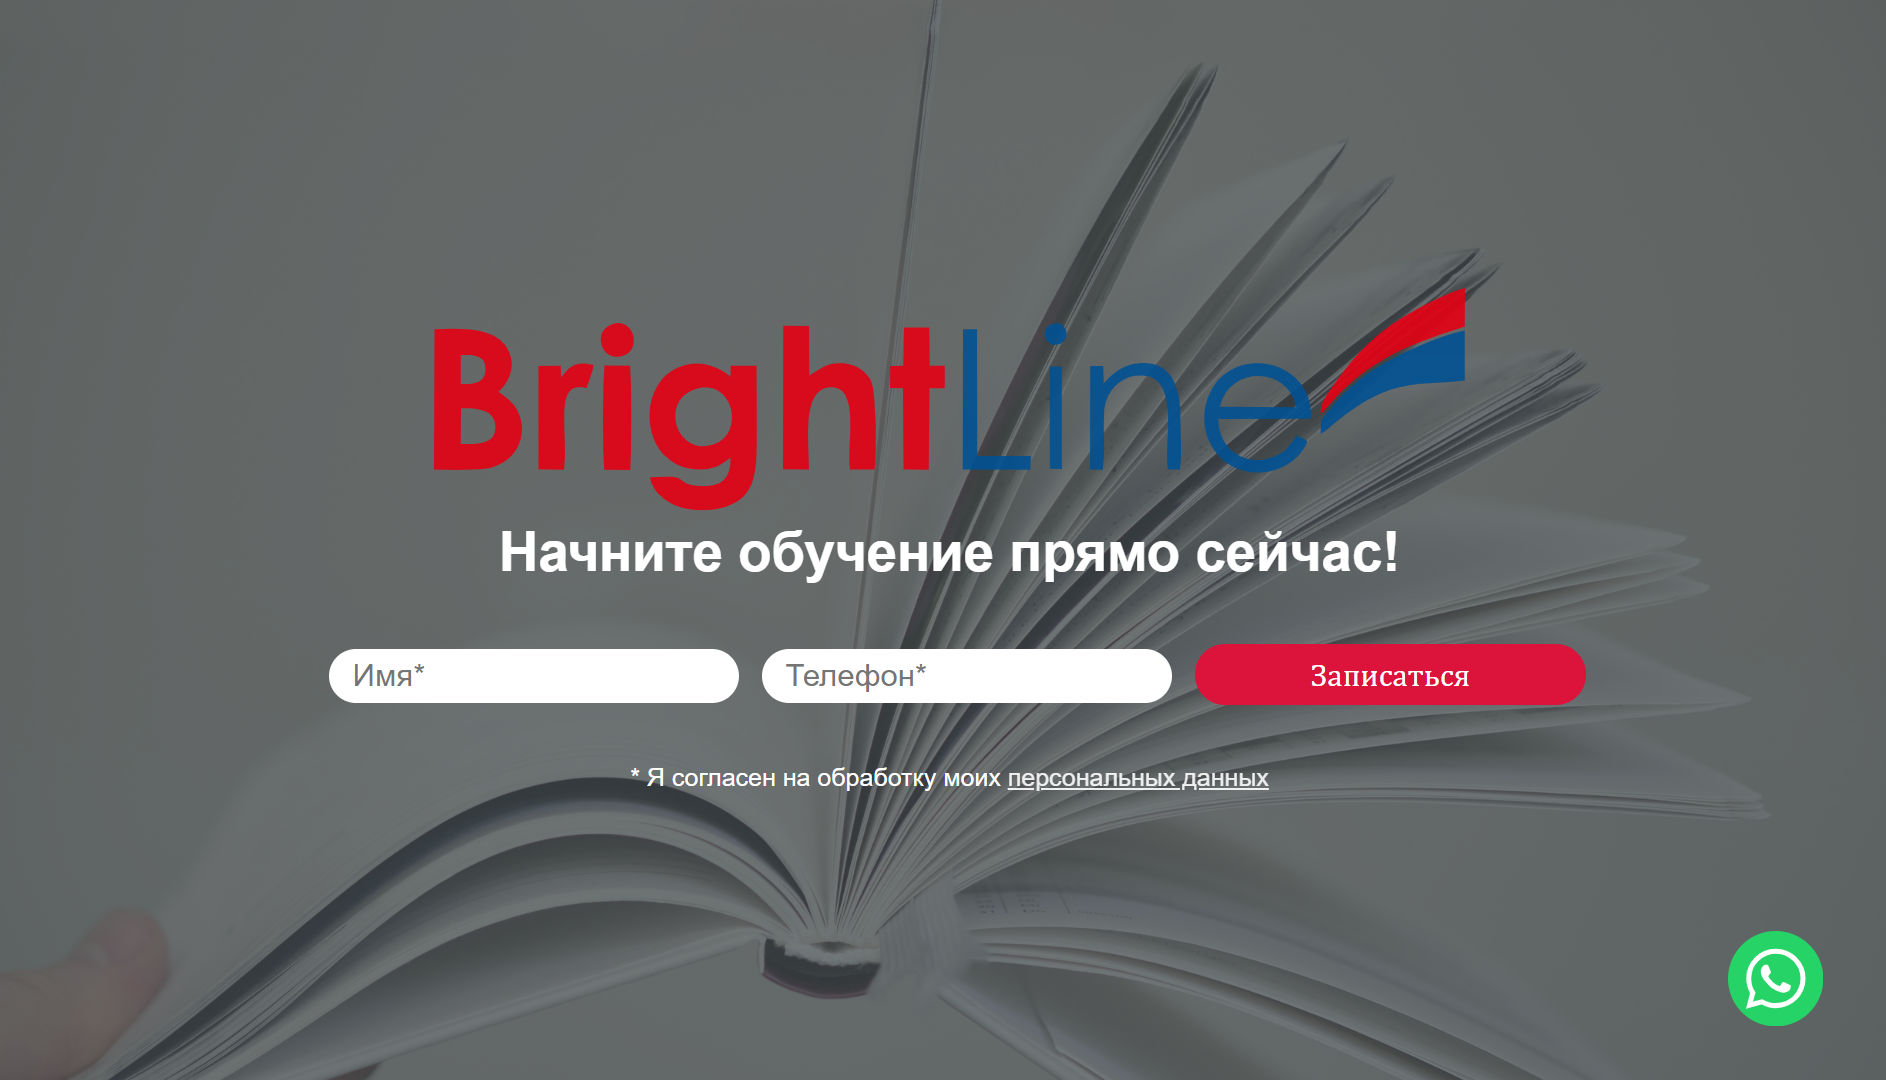 BrightLine
Начните обучение прямо сейчас!
Имя*
Телефон*
Записаться
* Я согласен на обработку моих персональных данных